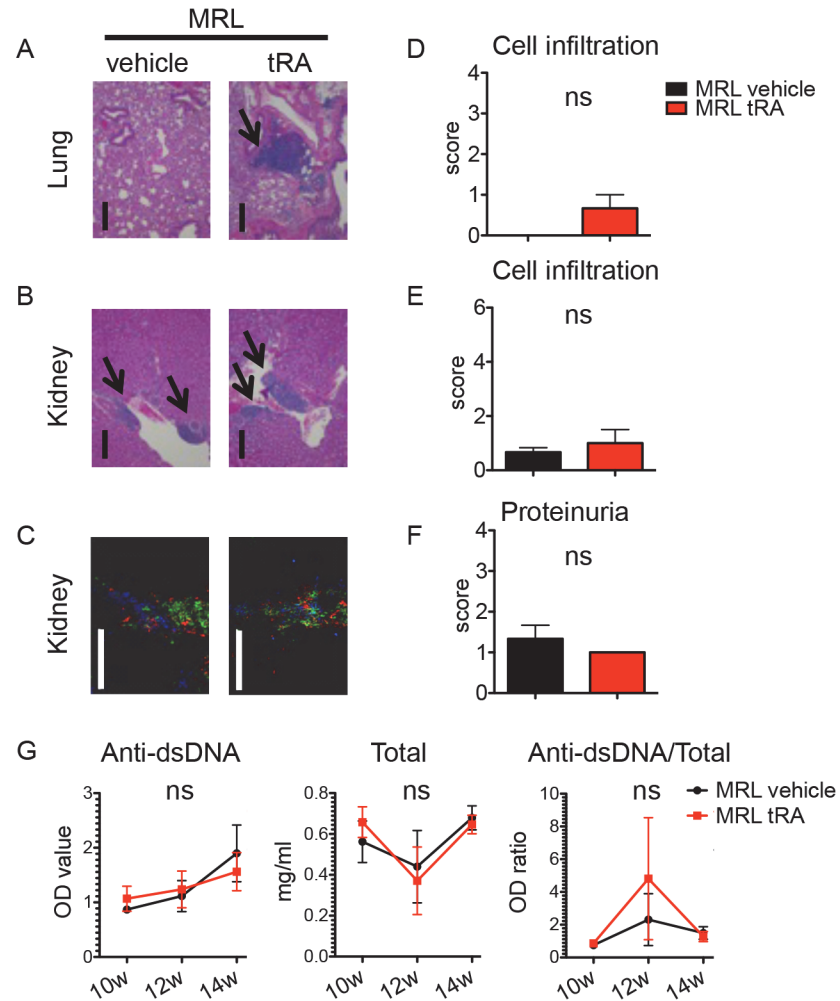 MRL
A
vehicle
tRA
Lung
D
Cell infiltration
4
3
2
1
0
score
ns
MRL vehicle
MRL tRA
B
Kidney
E
Cell infiltration
6
4
2
0
score
ns
C
Kidney
F
Proteinuria
4
3
2
1
0
score
ns
G
Anti-dsDNA
3
2
1
0
OD value
ns
10w
12w
14w
Total
0.8
0.6
0.4
0.2
0.0
mg/ml
ns
10w
12w
14w
Anti-dsDNA/Total
10
8
6
4
2
0
OD ratio
ns
10w
12w
14w
MRL vehicle
MRL tRA